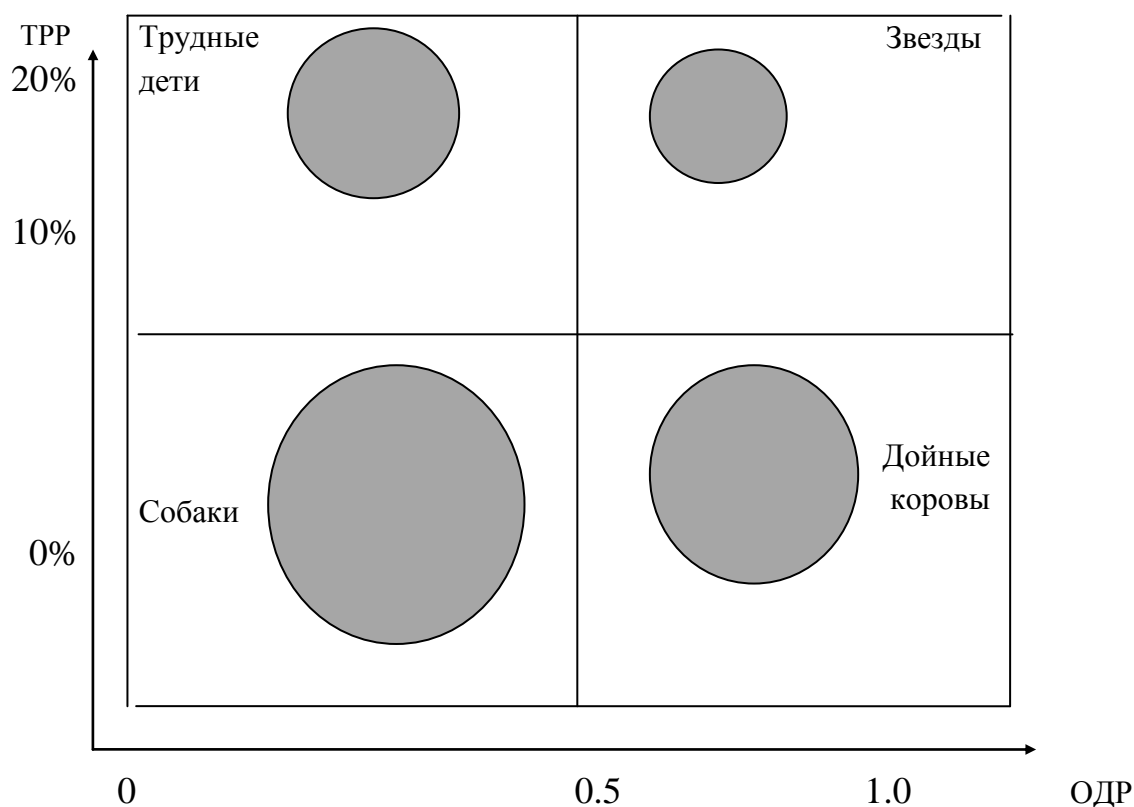 ТРР
20%
10%
0%
Трудные
дети
Звезды
Собаки
Дойные
коровы
0
0.5
1.0
ОДР